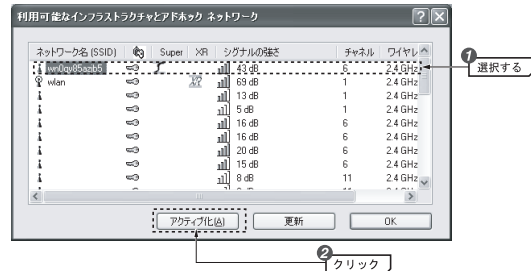 利用可能なインフラストラクチャとアドホック ネットワーク
ネットワーク名 (SSID) Super XR シグナルの強さ チャネル ワイヤレ
43 dB 6 2.4 GHz
wlan XR 69 dB 1 2.4 GHz
13 dB 1 2.4 GHz
5 dB 1 2.4 GHz
16 dB 6 2.4 GHz
16 dB 6 2.4 GHz
20 dB 6 2.4 GHz
15 dB 6 2.4 GHz
8 dB 11 2.4 GHz
アクティブ化(A) 更新 OK
❶ 選択する
❷ クリック